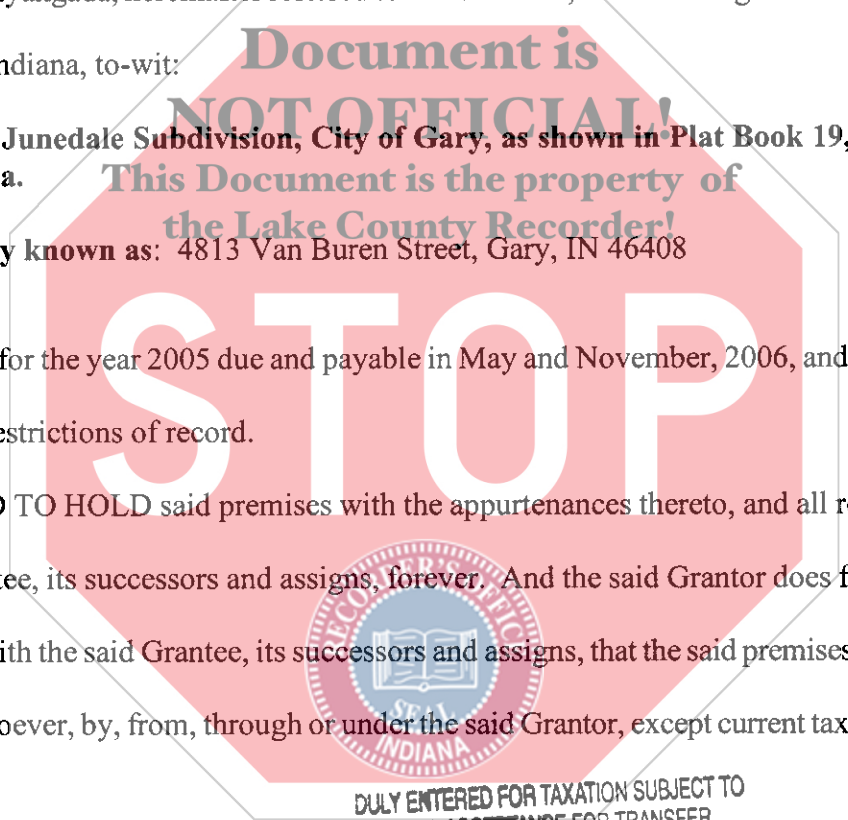 ndiana, to-wit:
Document is
NOT OFFICIAL!
Junedale Subdivision, City of Gary, as shown in Plat Book 19,
a.
This Document is the property of
the Lake County Recorder!
y known as: 4813 Van Buren Street, Gary, IN 46408
STOP
for the year 2005 due and payable in May and November, 2006, and
estrictions of record.
TO HOLD said premises with the appurtenances thereto, and all r
ee, its successors and assigns, forever. And the said Grantor does f
ith the said Grantee, its successors and assigns, that the said premises
oever, by, from, through or under the said Grantor, except current tax
RECORDER'S OFFICE
SEAL
INDIANA
DULY ENTERED FOR TAXATION SUBJECT TO
FOR TRANSFER